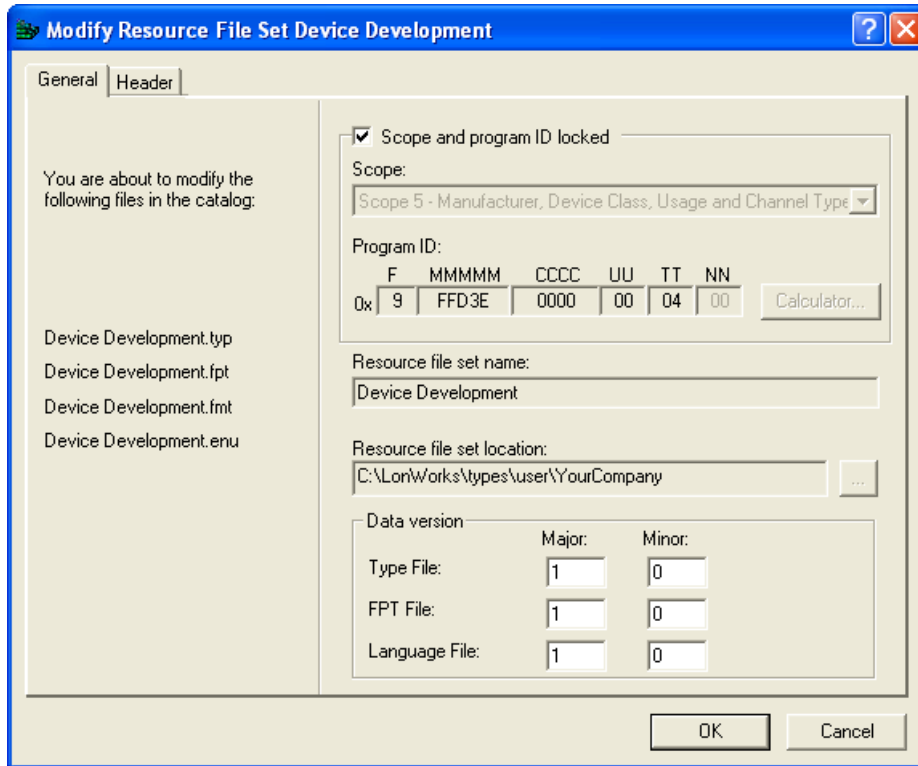 Modify Resource File Set Device Development
General
Header
You are about to modify the
following files in the catalog:
Device Development.typ
Device Development.fpt
Device Development.fmt
Device Development.enu
Scope and program ID locked
Scope:
Scope 5 - Manufacturer, Device Class, Usage and Channel Type
Program ID:
F MMMMM CCCC UU TT NN
0x 9 FFD3E 0000 00 04 00
Calculator...
Resource file set name:
Device Development
Resource file set location:
C:\LonWorks\types\user\YourCompany
...
Data version
Major: Minor:
Type File: 1 0
FPT File: 1 0
Language File: 1 0
OK Cancel